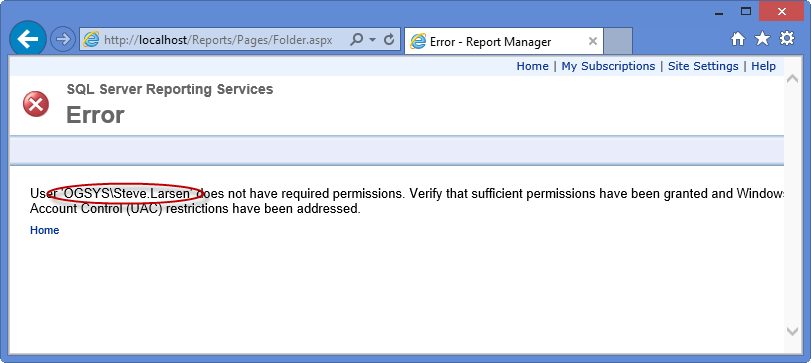 http://localhost/Reports/Pages/Folder.aspx
Error - Report Manager
Home | My Subscriptions | Site Settings | Help
SQL Server Reporting Services
Error
User 'OGSYS\Steve.Larsen' does not have required permissions. Verify that sufficient permissions have been granted and Windows
Account Control (UAC) restrictions have been addressed.
Home